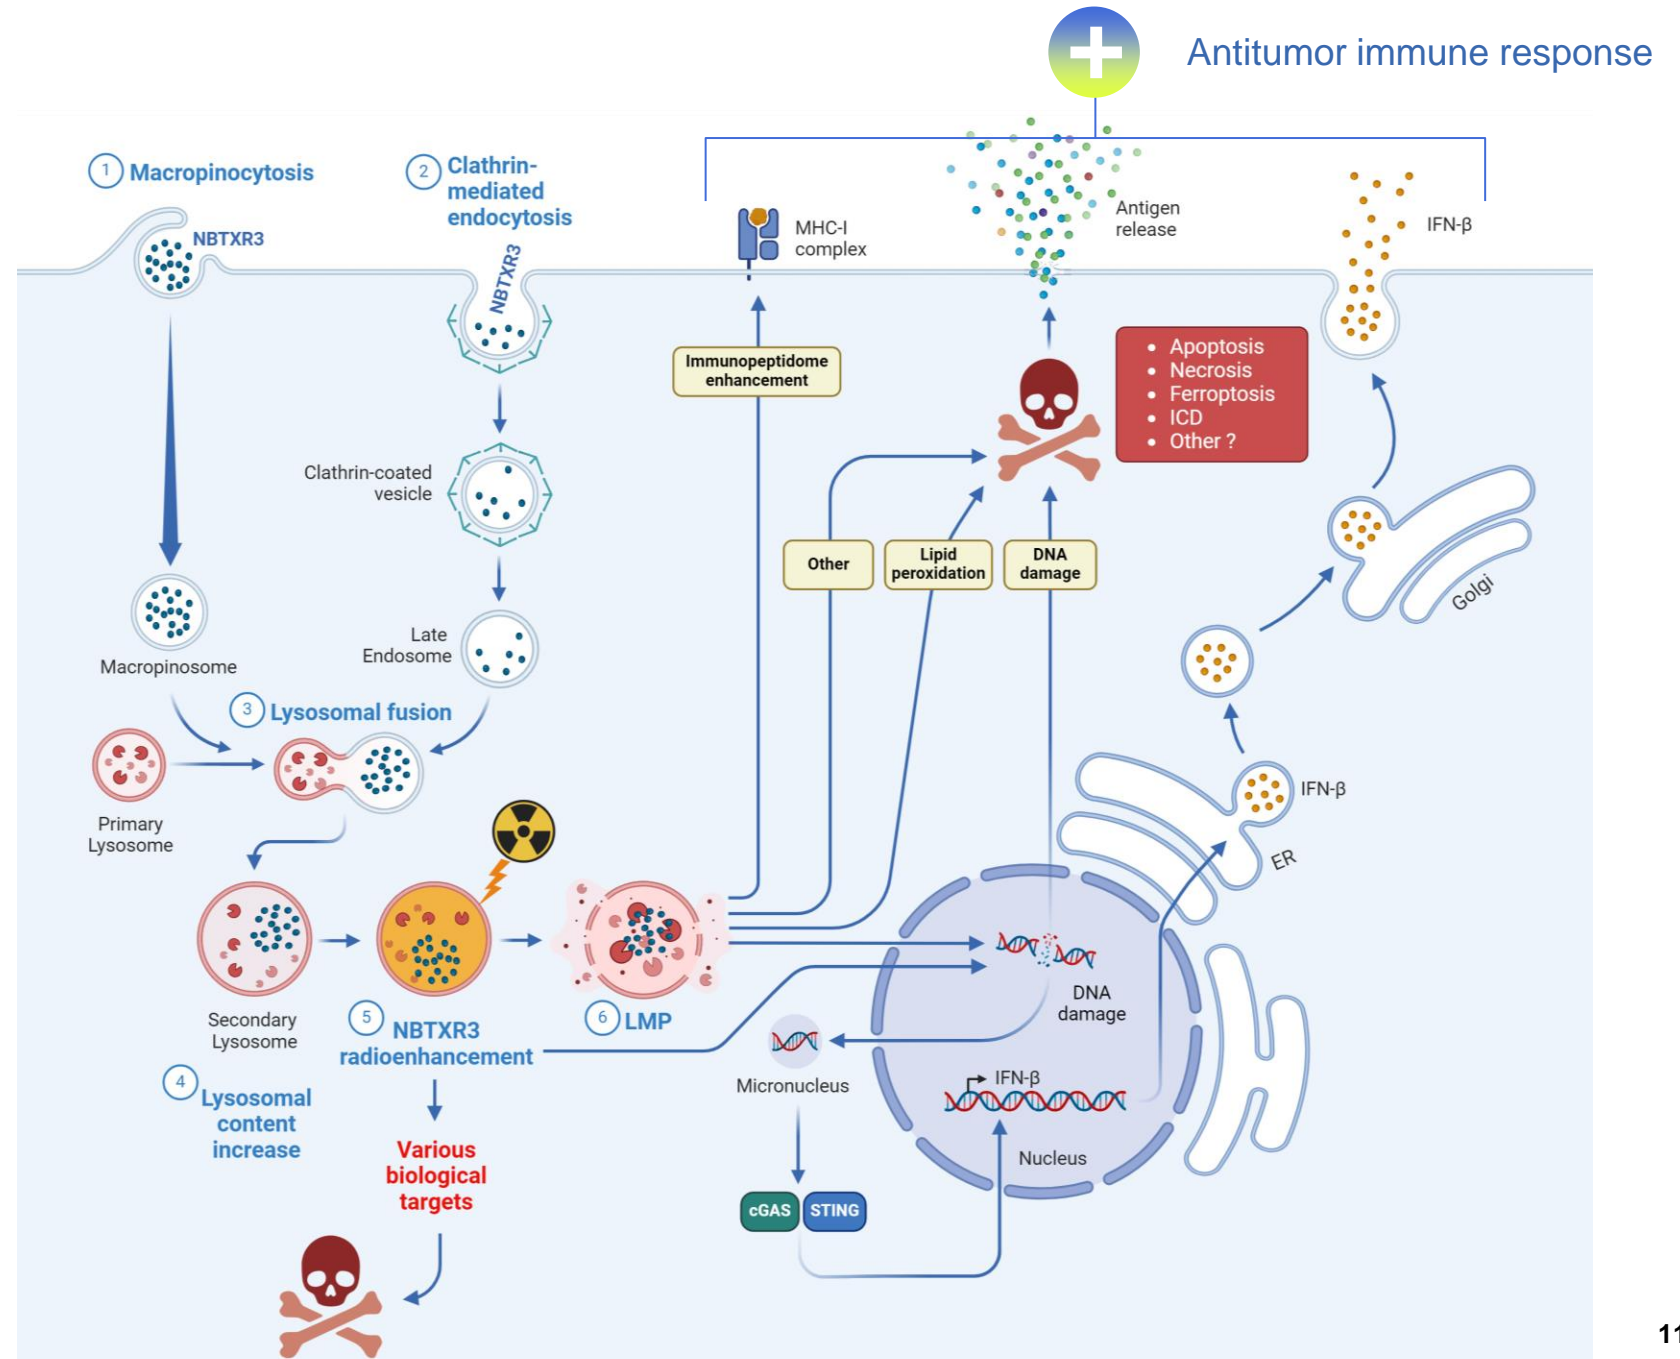 Antitumor immune response
1
Macropinocytosis
NBTXR3
2
Clathrin-
mediated
endocytosis
NBTXR3
MHC-I
complex
Antigen
release
IFN-β
Immunopeptidome
enhancement
• Apoptosis
• Necrosis
• Ferroptosis
• ICD
• Other ?
Clathrin-coated
vesicle
Other
Lipid
peroxidation
DNA
damage
Golgi
Late
Endosome
Macropinosome
3
Lysosomal fusion
Primary
Lysosome
IFN-β
ER
Secondary
Lysosome
4
Lysosomal
content
increase
5
NBTXR3
radioenhancement
6
LMP
DNA
damage
Micronucleus
IFN-β
Nucleus
Various
biological
targets
cGAS
STING
11